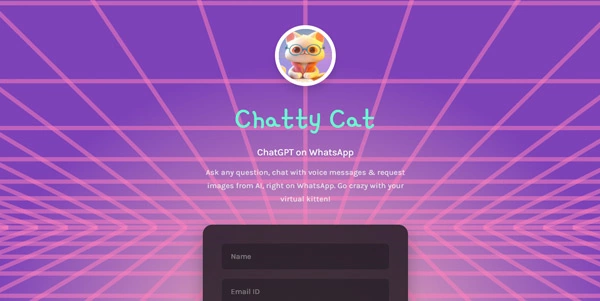 Chatty Cat
ChatGPT on WhatsApp
Ask any question, chat with voice messages & request
images from AI, right on WhatsApp. Go crazy with your
virtual kitten!
Name
Email ID